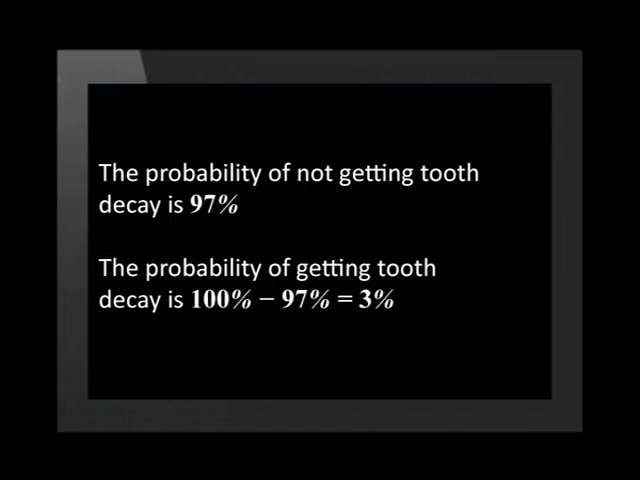 The probability of not getting tooth
decay is 97%
The probability of getting tooth
decay is 100% − 97% = 3%